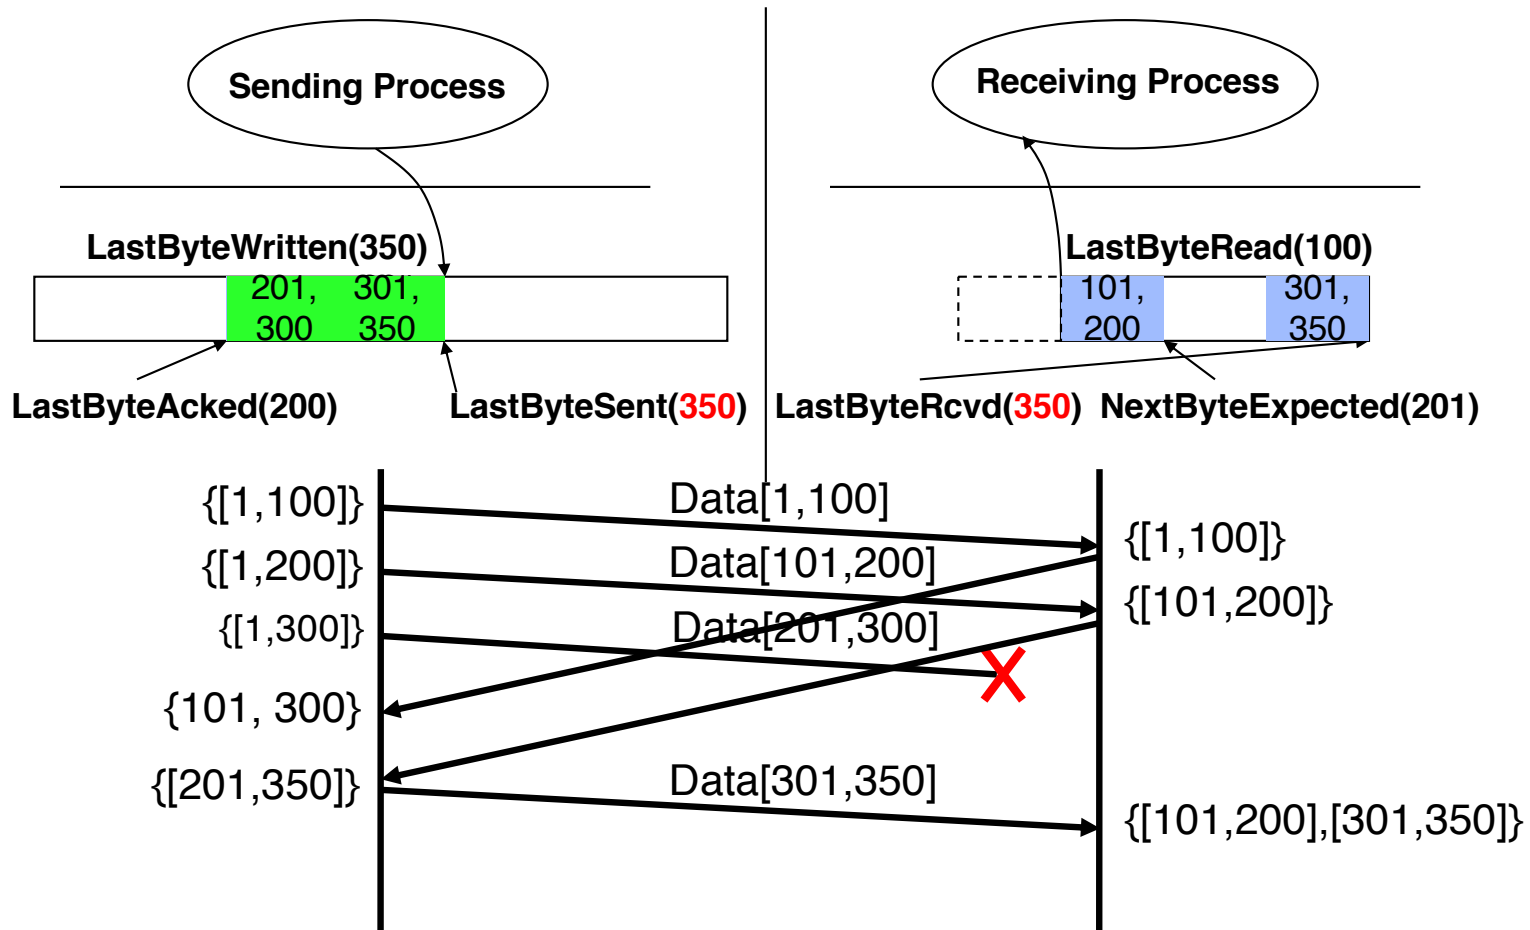 Sending Process
Receiving Process
LastByteWritten(350)
LastByteRead(100)
201, 301,
300 350
101, 301,
200 350
LastByteAcked(200)
LastByteSent(350)
LastByteRcvd(350)
NextByteExpected(201)
{[1,100]}
Data[1,100]
{[1,100]}
{[1,200]}
Data[101,200]
{[101,200]}
{[1,300]}
Data[201,300]
{101, 300}
{[201,350]}
Data[301,350]
{[101,200],[301,350]}